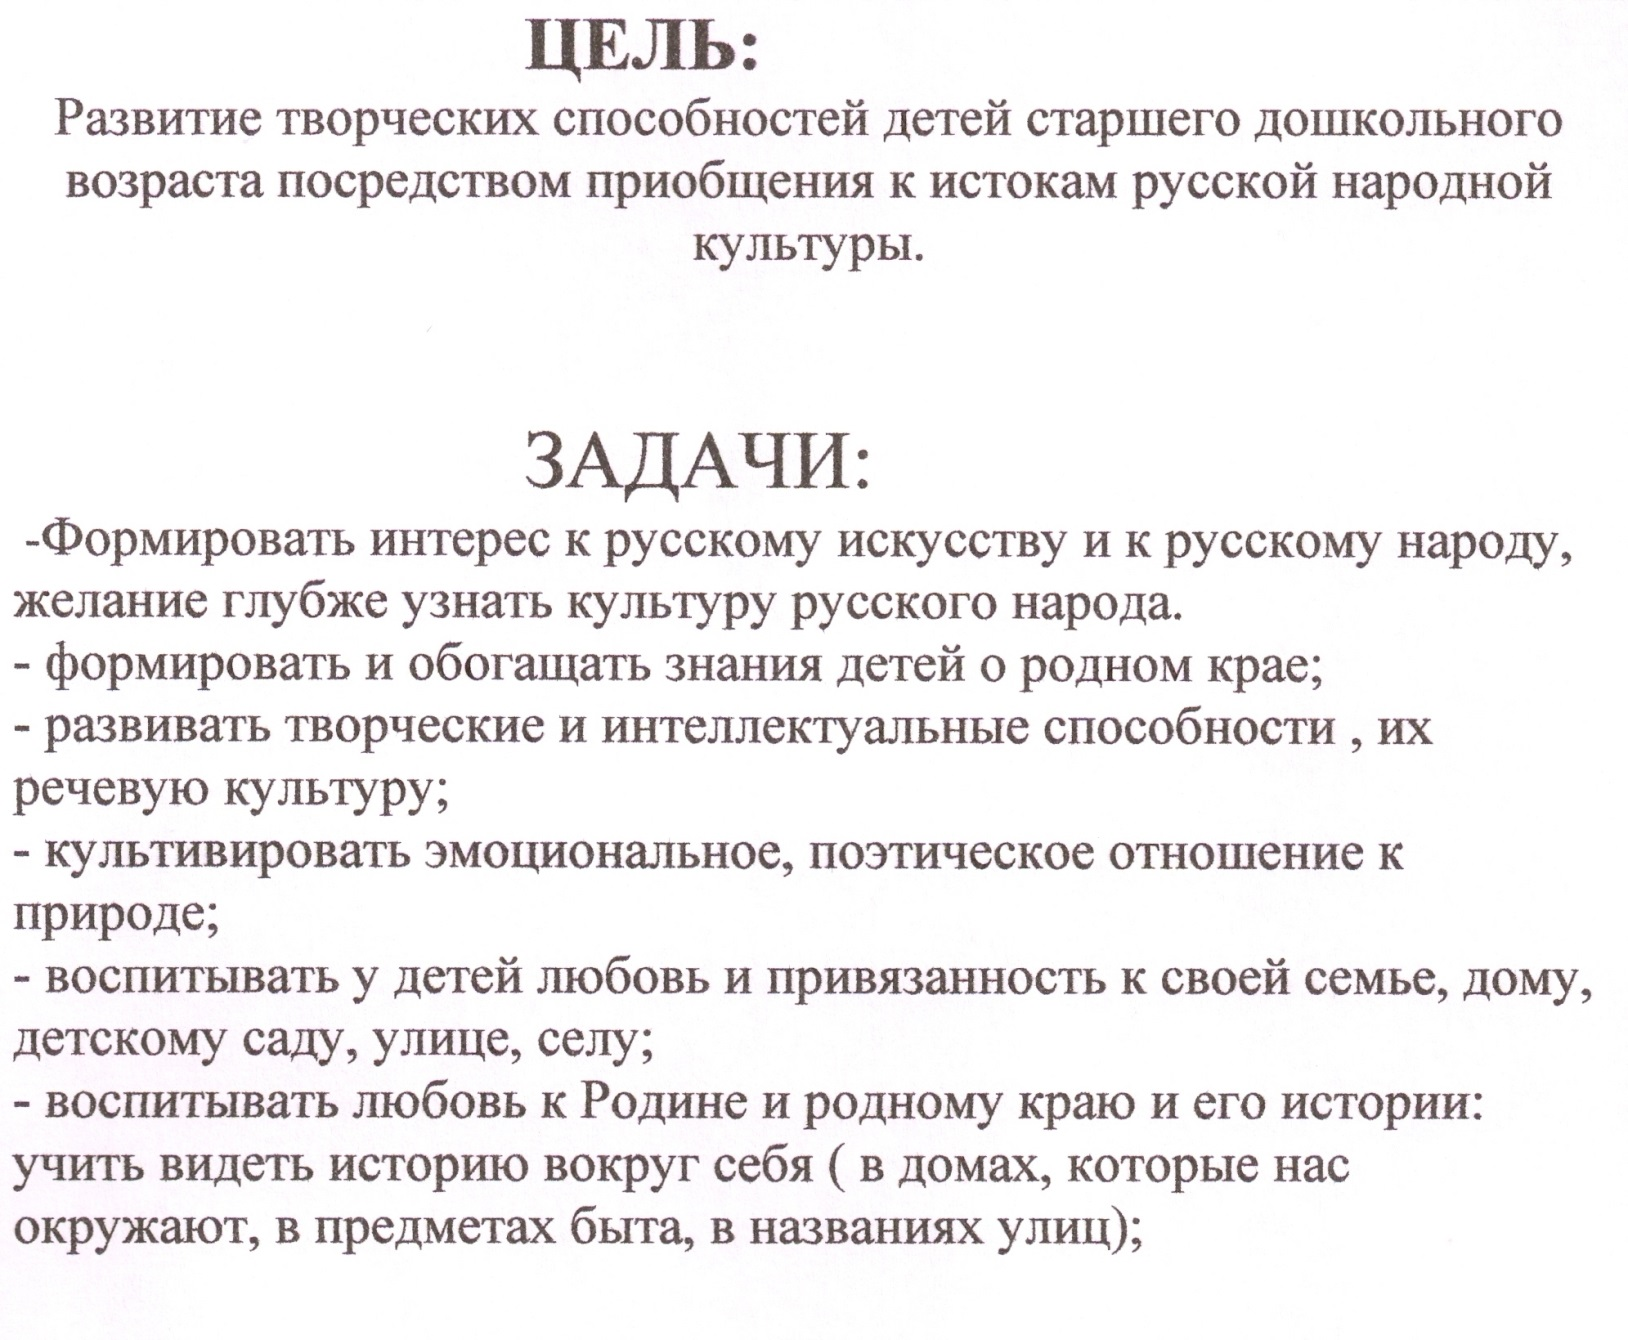 ЦЕЛЬ:
Развитие творческих способностей детей старшего дошкольного
возраста посредством приобщения к истокам русской народной
культуры.
ЗАДАЧИ:
-Формировать интерес к русскому искусству и к русскому народу,
желание глубже узнать культуру русского народа.
- формировать и обогащать знания детей о родном крае;
- развивать творческие и интеллектуальные способности , их
речевую культуру;
- культивировать эмоциональное, поэтическое отношение к
природе;
- воспитывать у детей любовь и привязанность к своей семье, дому,
детскому саду, улице, селу;
- воспитывать любовь к Родине и родному краю и его истории:
учить видеть историю вокруг себя ( в домах, которые нас
окружают, в предметах быта, в названиях улиц);